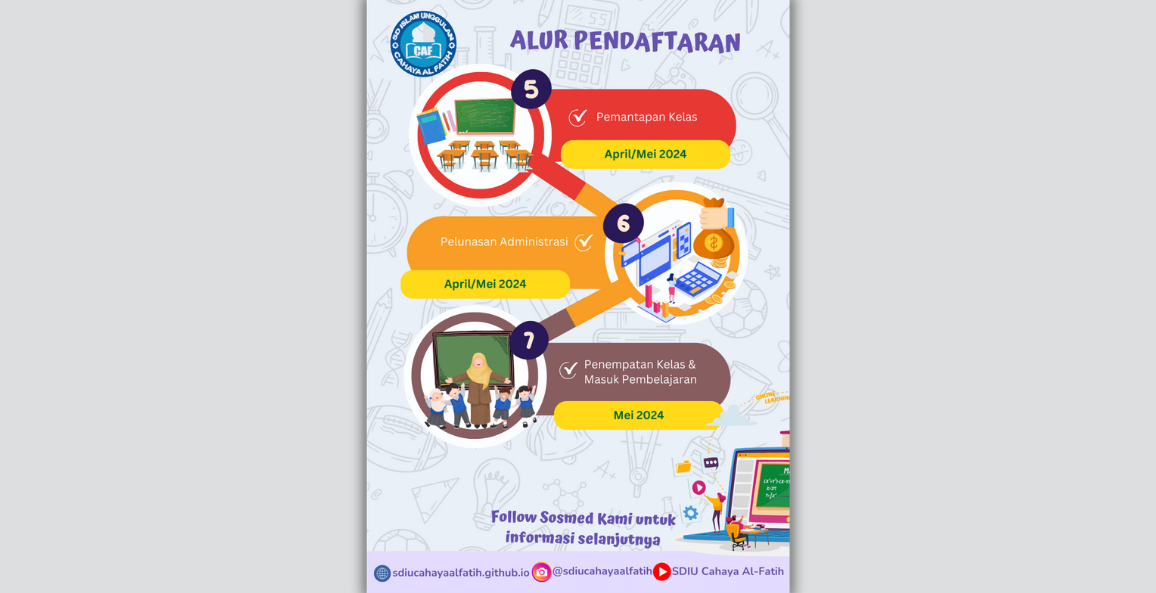 SD ISLAM UNGGULAN
CAF
CAHAYA AL FATIH
ALUR PENDAFTARAN
5
Pemantapan Kelas
April/Mei 2024
6
Pelunasan Administrasi
April/Mei 2024
7
Penempatan Kelas &
Masuk Pembelajaran
Mei 2024
ONLINE
LEARNING
Follow Sosmed Kami untuk
informasi selanjutnya
sdiucahayaalfatih.github.io @sdiucahayaalfatih SDIU Cahaya Al-Fatih